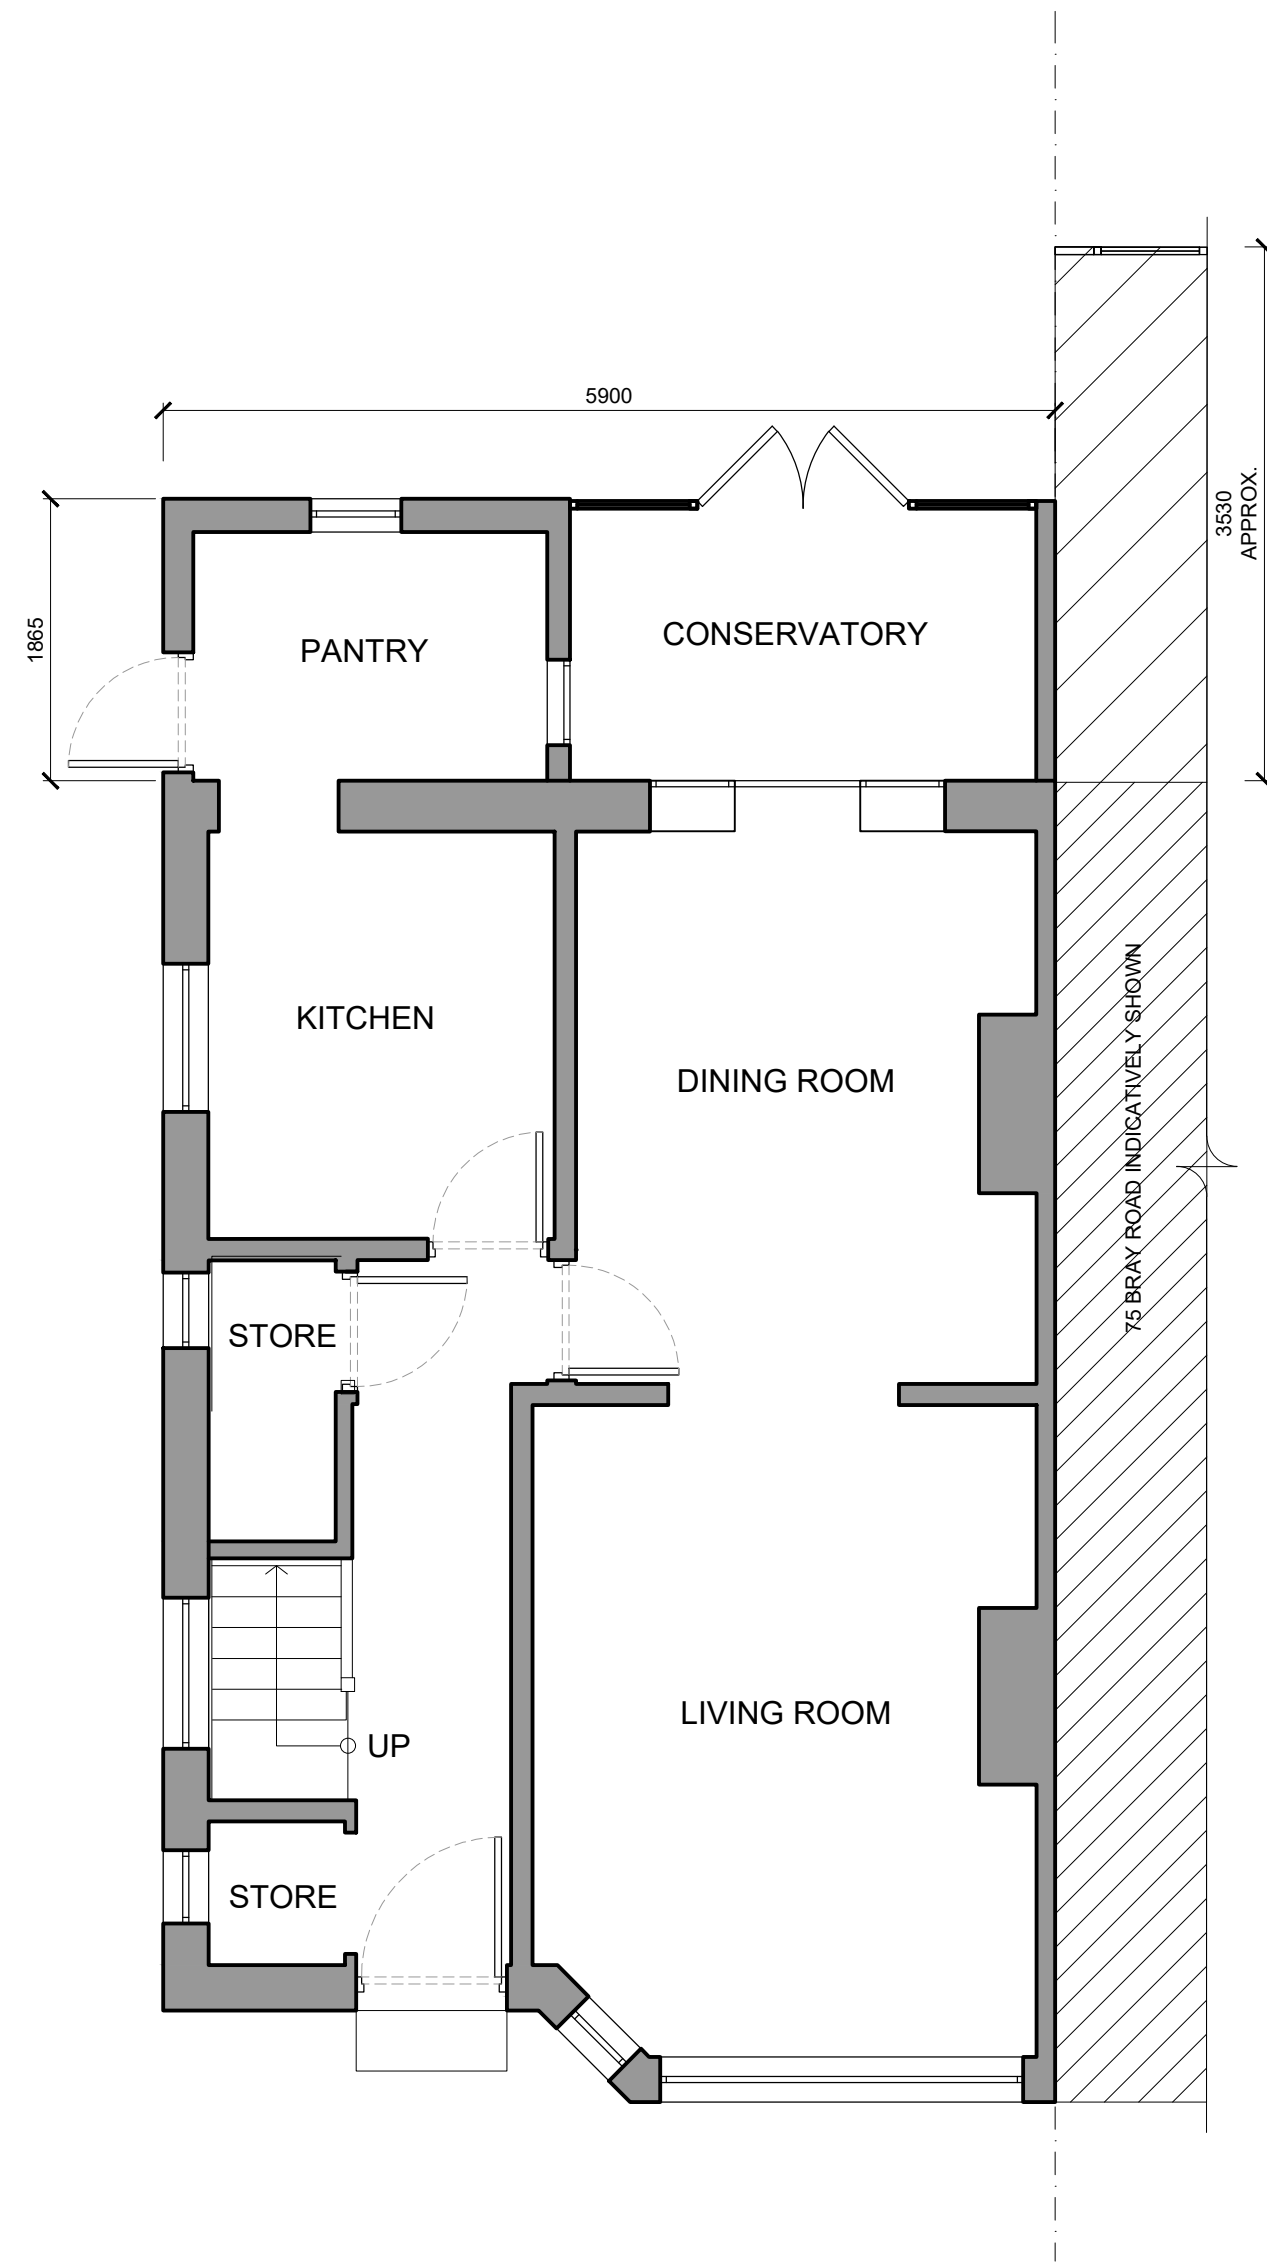 5900
3530
APPROX.
1865
PANTRY
CONSERVATORY
KITCHEN
DINING ROOM
75 BRAY ROAD INDICATIVELY SHOWN
STORE
LIVING ROOM
UP
STORE